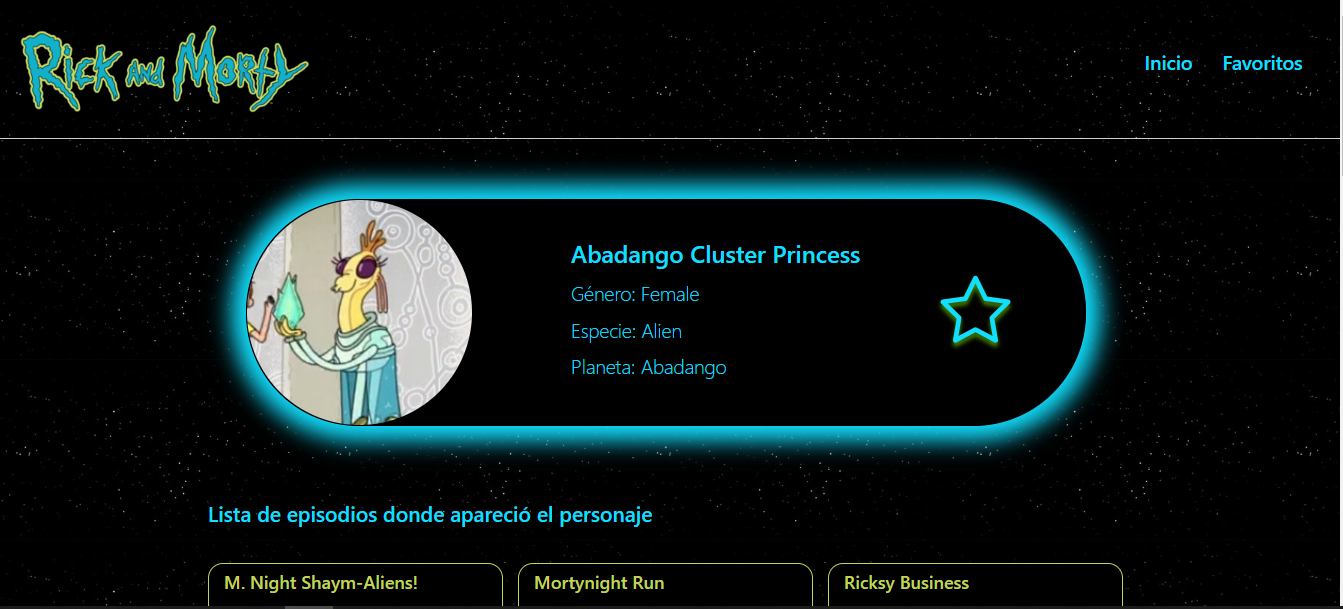 Rick and Morty
Inicio Favoritos
Abadango Cluster Princess
Género: Female
Especie: Alien
Planeta: Abadango
Lista de episodios donde apareció el personaje
M. Night Shaym-Aliens!
Mortynight Run
Ricksy Business